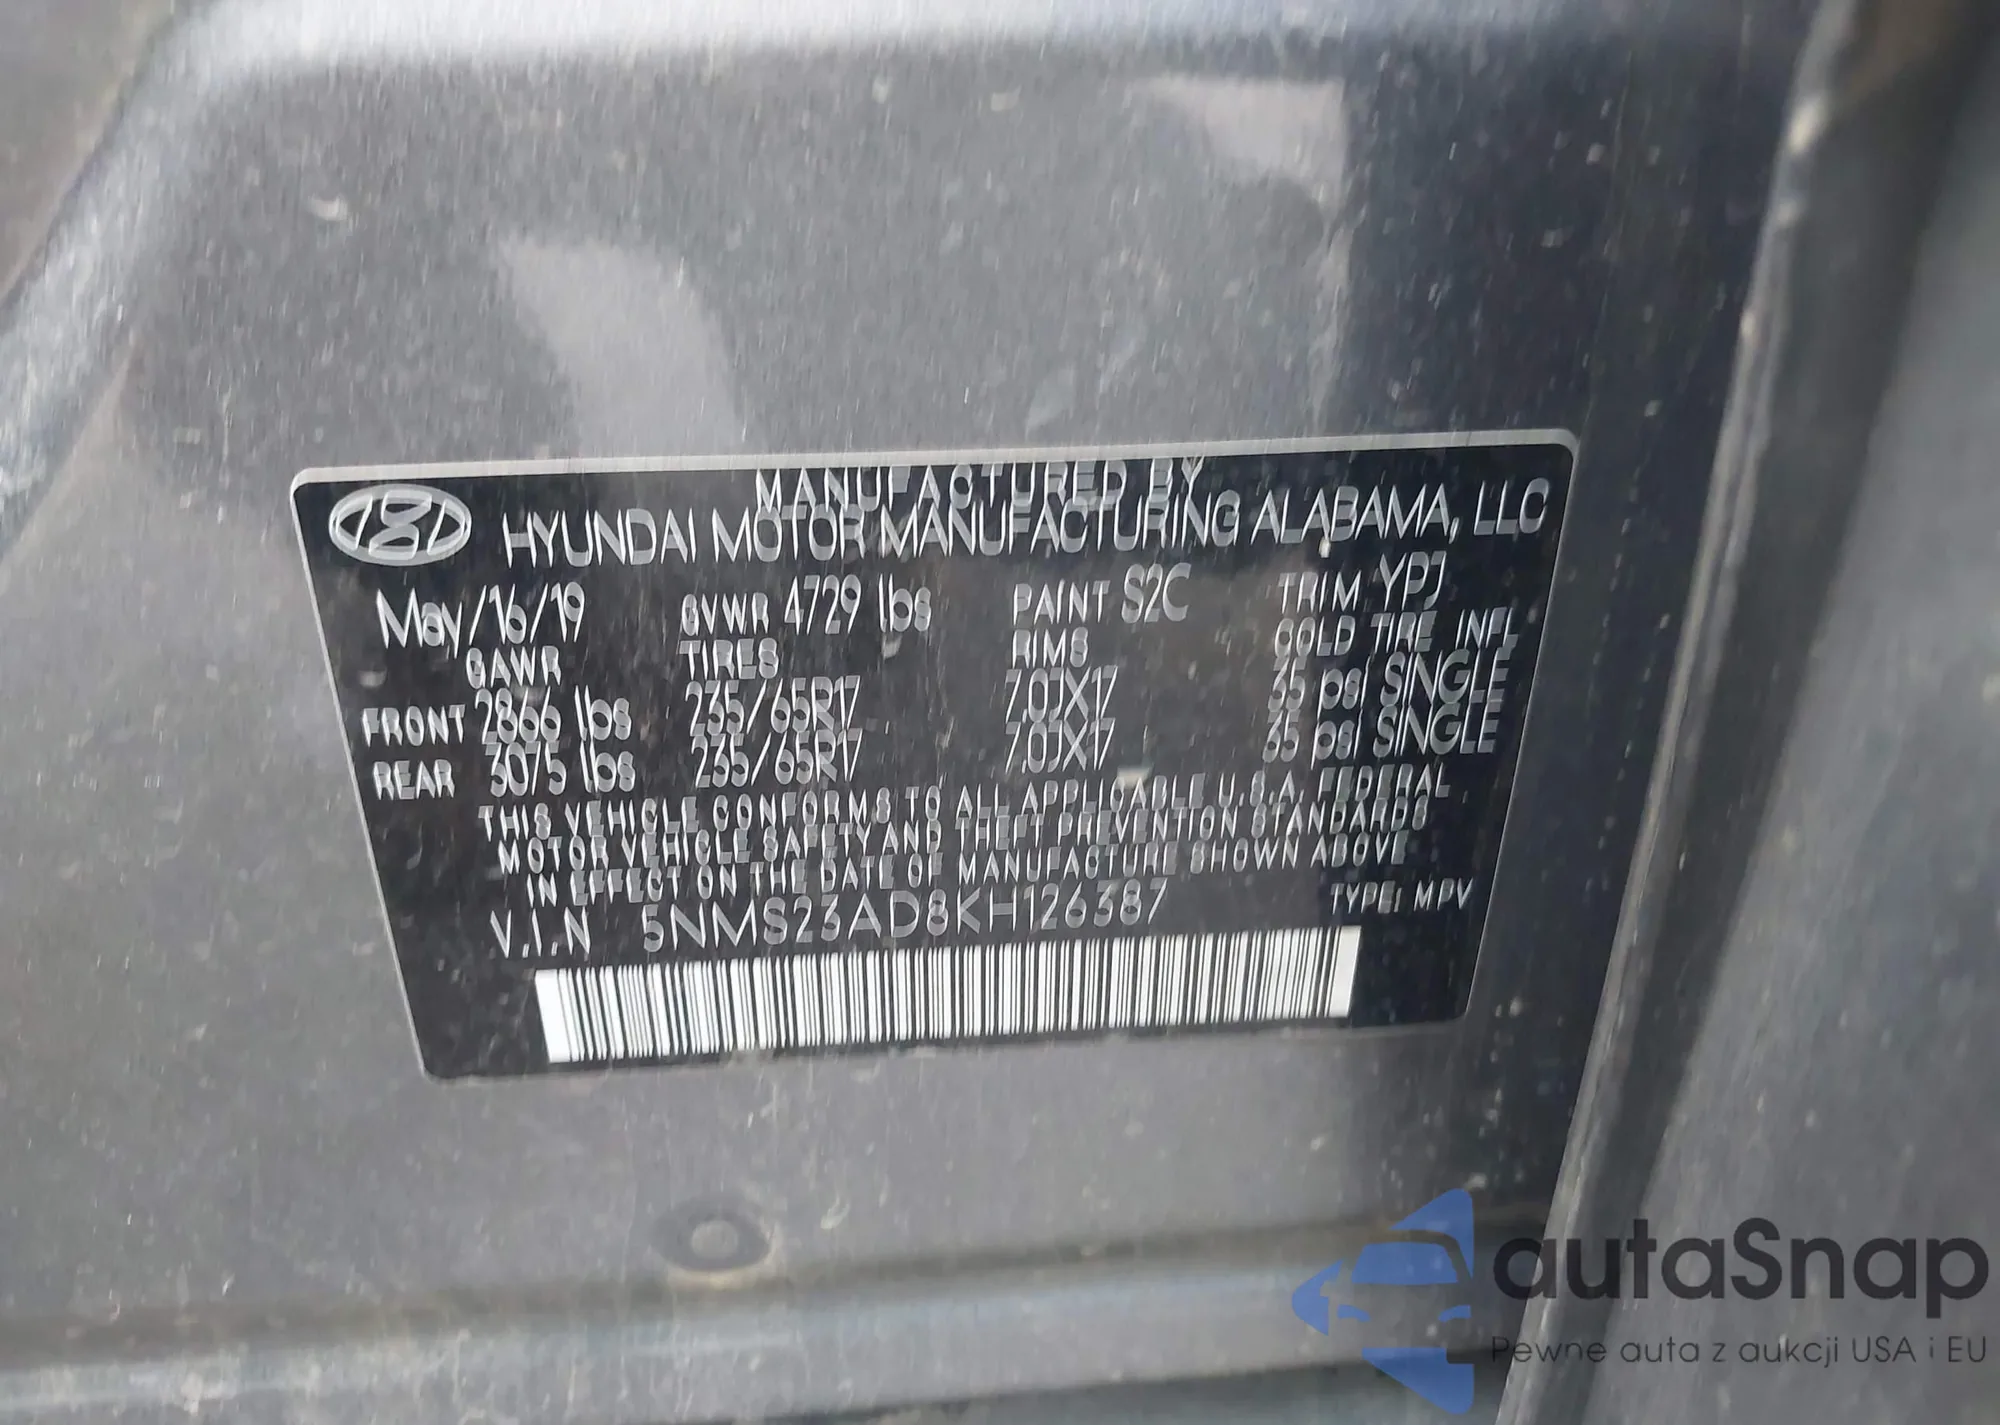 MANUFACTURED BY
HYUNDAI MOTOR MANUFACTURING ALABAMA, LLC
May/16/19 GVWR 4729 lbs PAINT S2C TRIM YPJ
GAWR TIRES RIMS COLD TIRE INFL
FRONT 2866 lbs 235/65R17 7.0JX17 35 psi SINGLE
REAR 3075 lbs 235/65R17 7.0JX17 35 psi SINGLE
THIS VEHICLE CONFORMS TO ALL APPLICABLE U.S.A. FEDERAL
MOTOR VEHICLE SAFETY AND THEFT PREVENTION STANDARDS
IN EFFECT ON THE DATE OF MANUFACTURE SHOWN ABOVE
V.I.N 5NMS23AD8KH126387 TYPE: MPV
autaSnap
Pewne auta z aukcji USA i EU